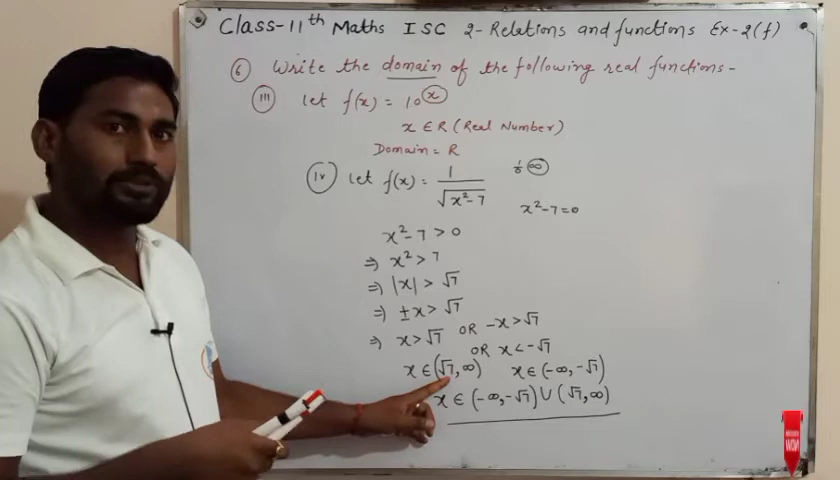 Class-11th Maths ISC 2-Relations and functions Ex-2(f)
(6) Write the domain of the following real functions-
(iii) let f(x) = 10^x
x ∈ R (Real Number)
Domain = R
(iv) let f(x) = 1/√(x²-7) 1/0 ∞
x²-7=0
x²-7 > 0
⇒ x² > 7
⇒ |x| > √7
⇒ ±x > √7
⇒ x > √7 OR -x > √7
OR x < -√7
x ∈ (√7, ∞) x ∈ (-∞, -√7)
x ∈ (-∞, -√7) ∪ (√7, ∞)